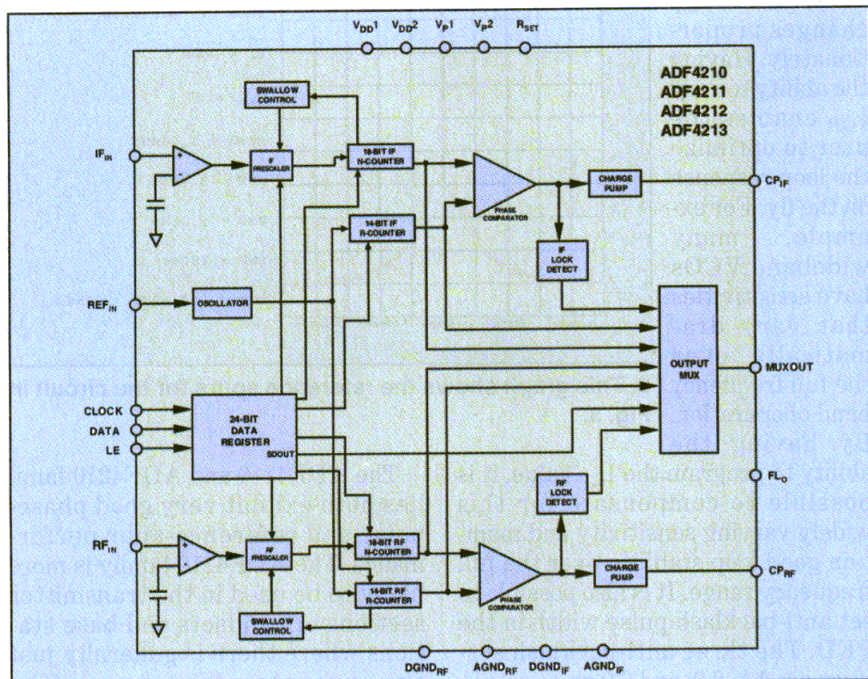 VDD1 VDD2 VP1 VP2 RSET
ADF4210
ADF4211
ADF4212
ADF4213
SWALLOW
CONTROL
IFIN
+
-
IF
PRESCALER
18-BIT IF
N-COUNTER
14-BIT IF
R-COUNTER
PHASE
COMPARATOR
CHARGE
PUMP
CPIF
IF
LOCK
DETECT
REFIN
OSCILLATOR
OUTPUT
MUX
MUXOUT
CLOCK
DATA
LE
24-BIT
DATA
REGISTER
SDOUT
RF
LOCK
DETECT
FLO
RFIN
RF
PRESCALER
18-BIT RF
N-COUNTER
14-BIT RF
R-COUNTER
PHASE
COMPARATOR
CHARGE
PUMP
CPRF
SWALLOW
CONTROL
DGNDRF AGNDRF DGNDIF AGNDIF